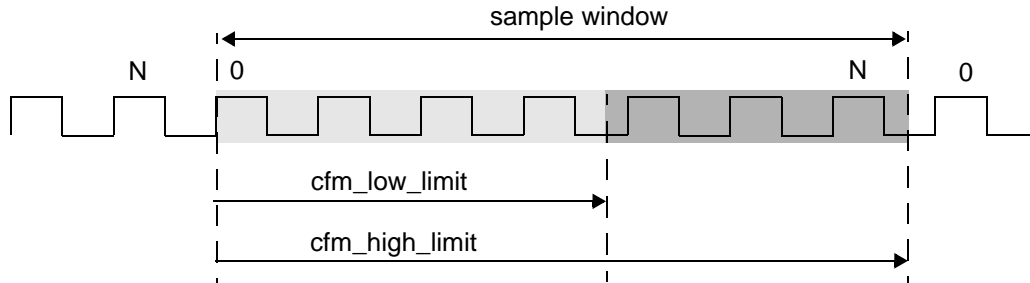 sample window
N 0 N 0
cfm_low_limit
cfm_high_limit